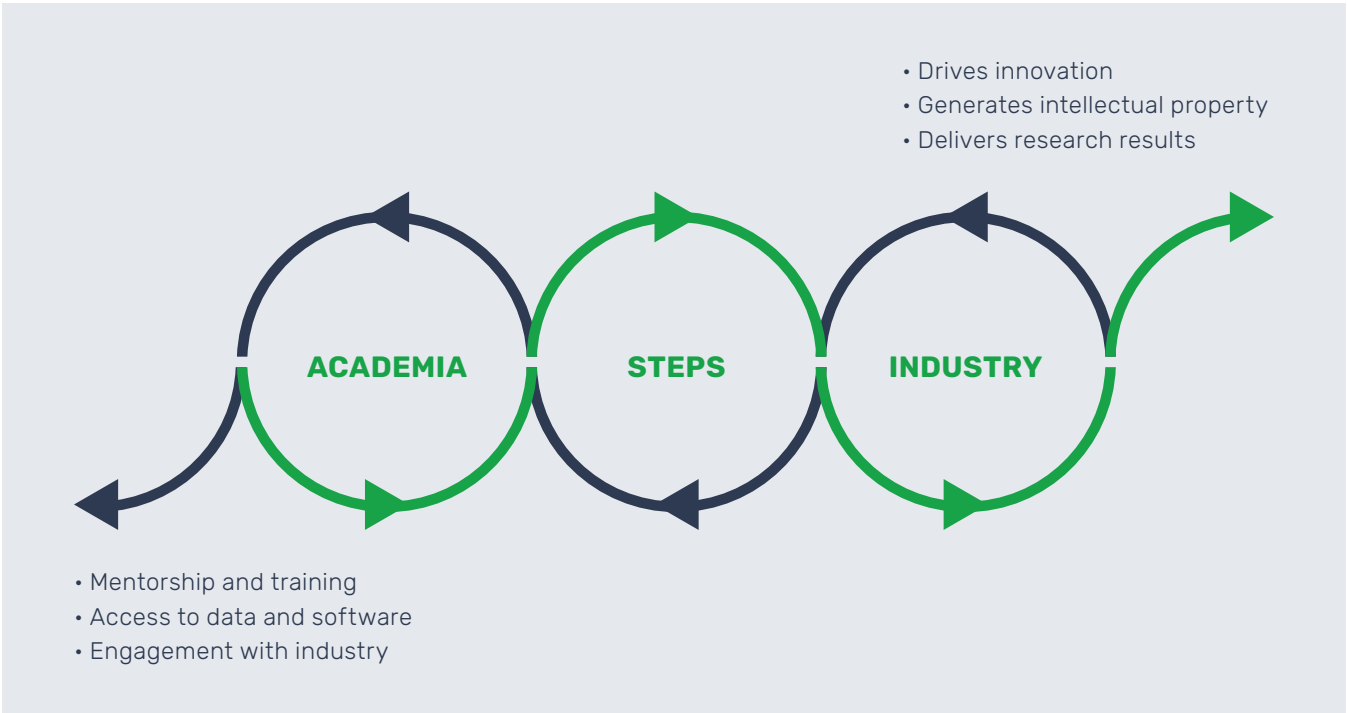 • Drives innovation
• Generates intellectual property
• Delivers research results
ACADEMIA
STEPS
INDUSTRY
• Mentorship and training
• Access to data and software
• Engagement with industry